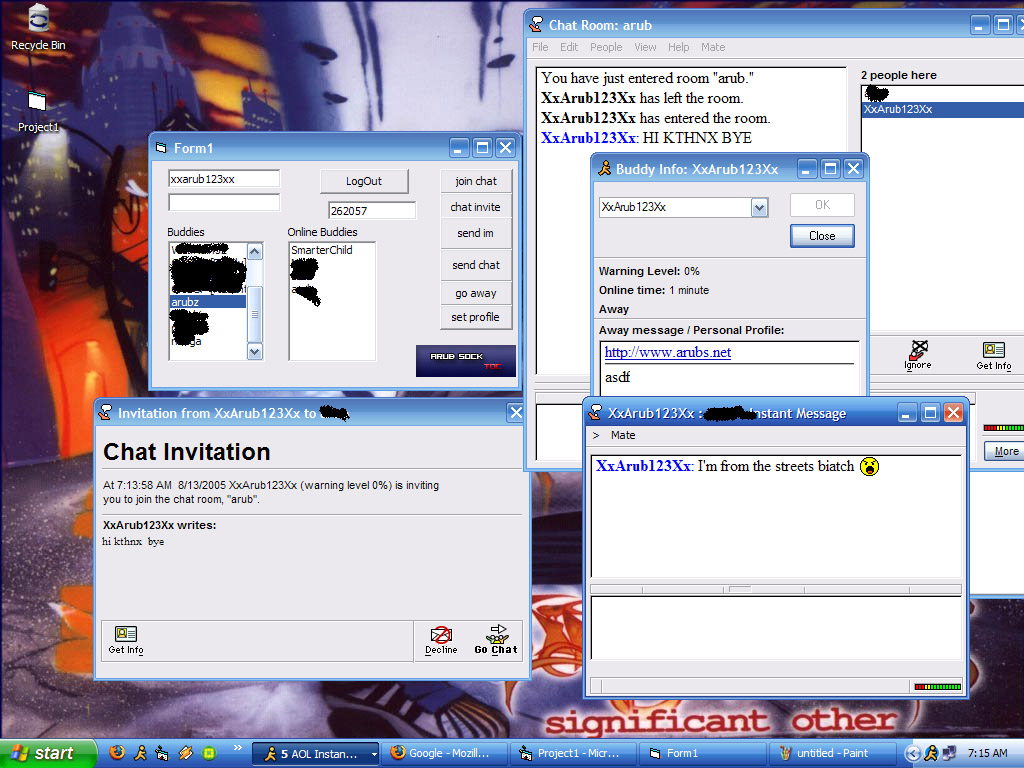 Recycle Bin
Project1
Chat Room: arub
File Edit People View Help Mate
You have just entered room "arub."
XxArub123Xx has left the room.
XxArub123Xx has entered the room.
XxArub123Xx: HI KTHNX BYE
2 people here
XxArub123Xx
Ignore
Get Info
More
Form1
xxarub123xx
LogOut
262057
join chat
chat invite
send im
send chat
go away
set profile
Buddies
arubz
Online Buddies
SmarterChild
ARUB SOCK
TOC
Buddy Info: XxArub123Xx
XxArub123Xx
OK
Close
Warning Level: 0%
Online time: 1 minute
Away
Away message / Personal Profile:
http://www.arubs.net
asdf
Invitation from XxArub123Xx to
Chat Invitation
At 7:13:58 AM 8/13/2005 XxArub123Xx (warning level 0%) is inviting
you to join the chat room, "arub".
XxArub123Xx writes:
hi kthnx bye
Get Info
Decline
Go Chat
XxArub123Xx : Instant Message
> Mate
XxArub123Xx: I'm from the streets biatch
significant other
start
5 AOL Instan...
Google - Mozill...
Project1 - Micr...
Form1
untitled - Paint
7:15 AM